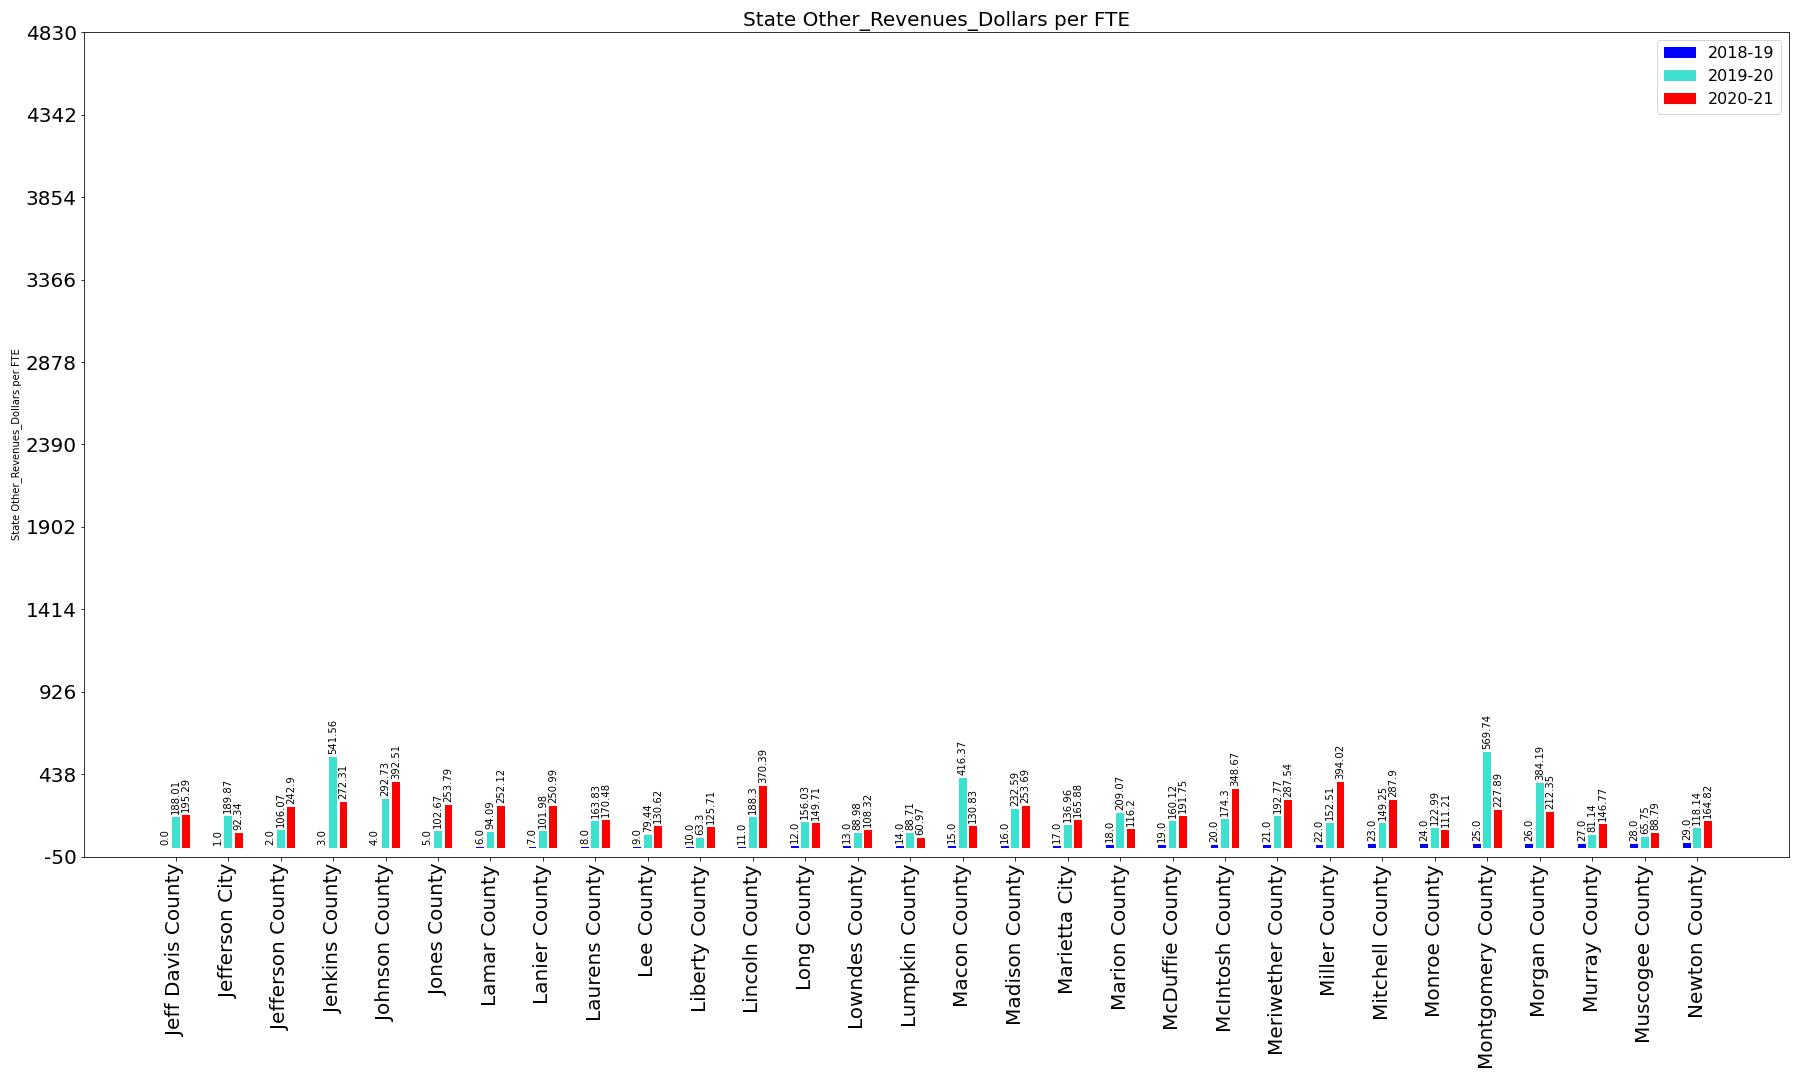 State Other_Revenues_Dollars per FTE
2018-19
2019-20
2020-21
4830
4342
3854
3366
2878
2390
1902
1414
926
438
-50
State Other_Revenues_Dollars per FTE
0.0 188.01 195.29
1.0 189.87 92.34
2.0 106.07 242.9
3.0 541.56 272.31
4.0 292.73 392.51
5.0 102.67 253.79
6.0 94.09 252.12
7.0 101.98 250.99
8.0 163.83 170.48
9.0 79.44 130.62
10.0 63.3 125.71
11.0 188.3 370.39
12.0 156.03 149.71
13.0 88.98 108.32
14.0 88.71 60.97
15.0 416.37 130.83
16.0 232.59 253.69
17.0 136.96 165.88
18.0 209.07 116.2
19.0 160.12 191.75
20.0 174.3 348.67
21.0 192.77 287.54
22.0 152.51 394.02
23.0 149.25 287.9
24.0 122.99 111.21
25.0 569.74 227.89
26.0 384.19 212.35
27.0 81.14 146.77
28.0 65.75 88.79
29.0 118.14 164.82
Jeff Davis County
Jefferson City
Jefferson County
Jenkins County
Johnson County
Jones County
Lamar County
Lanier County
Laurens County
Lee County
Liberty County
Lincoln County
Long County
Lowndes County
Lumpkin County
Macon County
Madison County
Marietta City
Marion County
McDuffie County
McIntosh County
Meriwether County
Miller County
Mitchell County
Monroe County
Montgomery County
Morgan County
Murray County
Muscogee County
Newton County